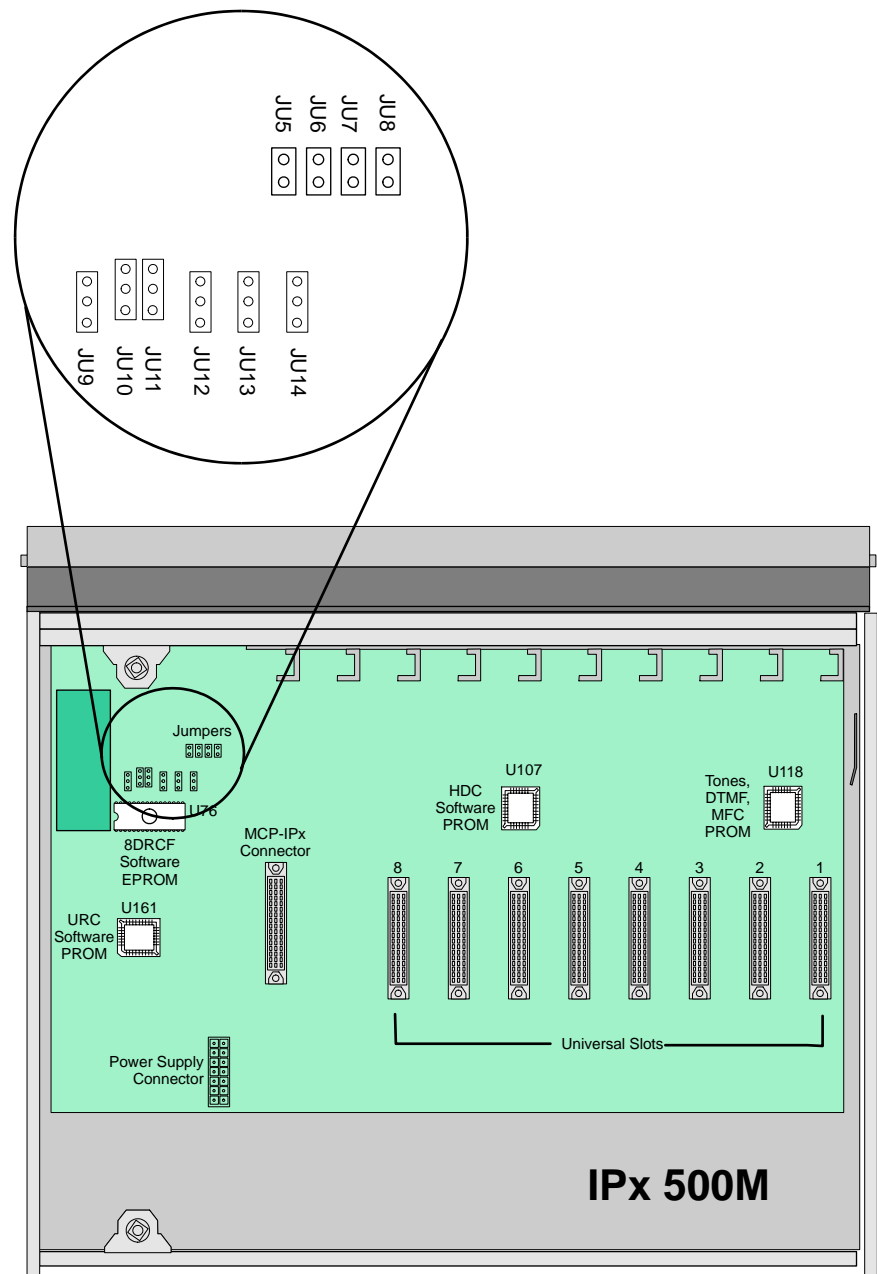 JU5
JU6
JU7
JU8
JU9
JU10
JU11
JU12
JU13
JU14
Jumpers
U76
8DRCF
Software
EPROM
U161
URC
Software
PROM
MCP-IPx
Connector
U107
HDC
Software
PROM
U118
Tones,
DTMF,
MFC
PROM
8
7
6
5
4
3
2
1
Universal Slots
Power Supply
Connector
IPx 500M